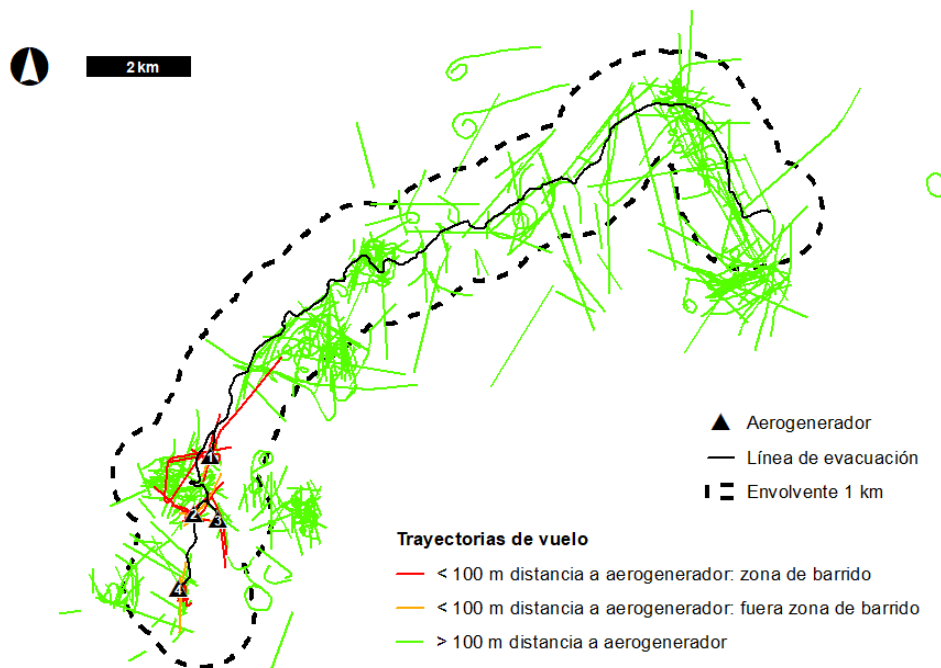 2 km
1
2
3
4
Aerogenerador
Línea de evacuación
Envolvente 1 km
Trayectorias de vuelo
< 100 m distancia a aerogenerador: zona de barrido
< 100 m distancia a aerogenerador: fuera zona de barrido
> 100 m distancia a aerogenerador